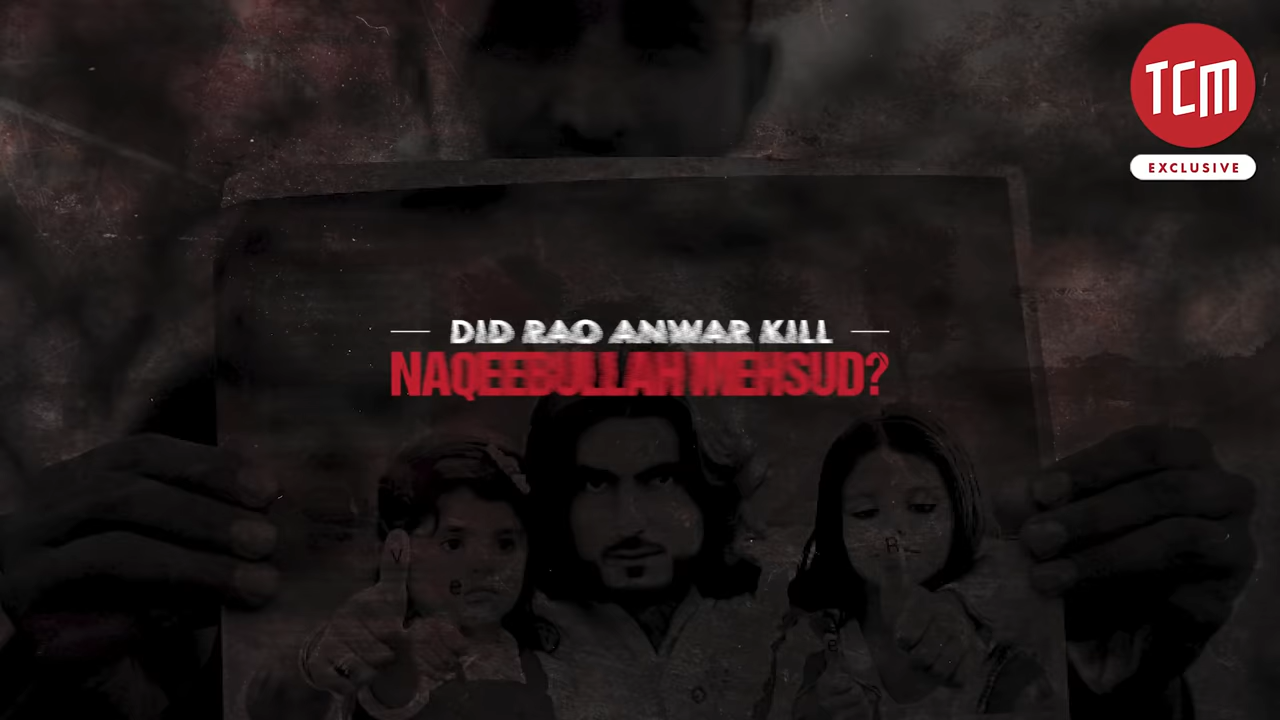 TCM
EXCLUSIVE
DID RAO ANWAR KILL
NAQEEBULLAH MEHSUD?
V
e
R
e